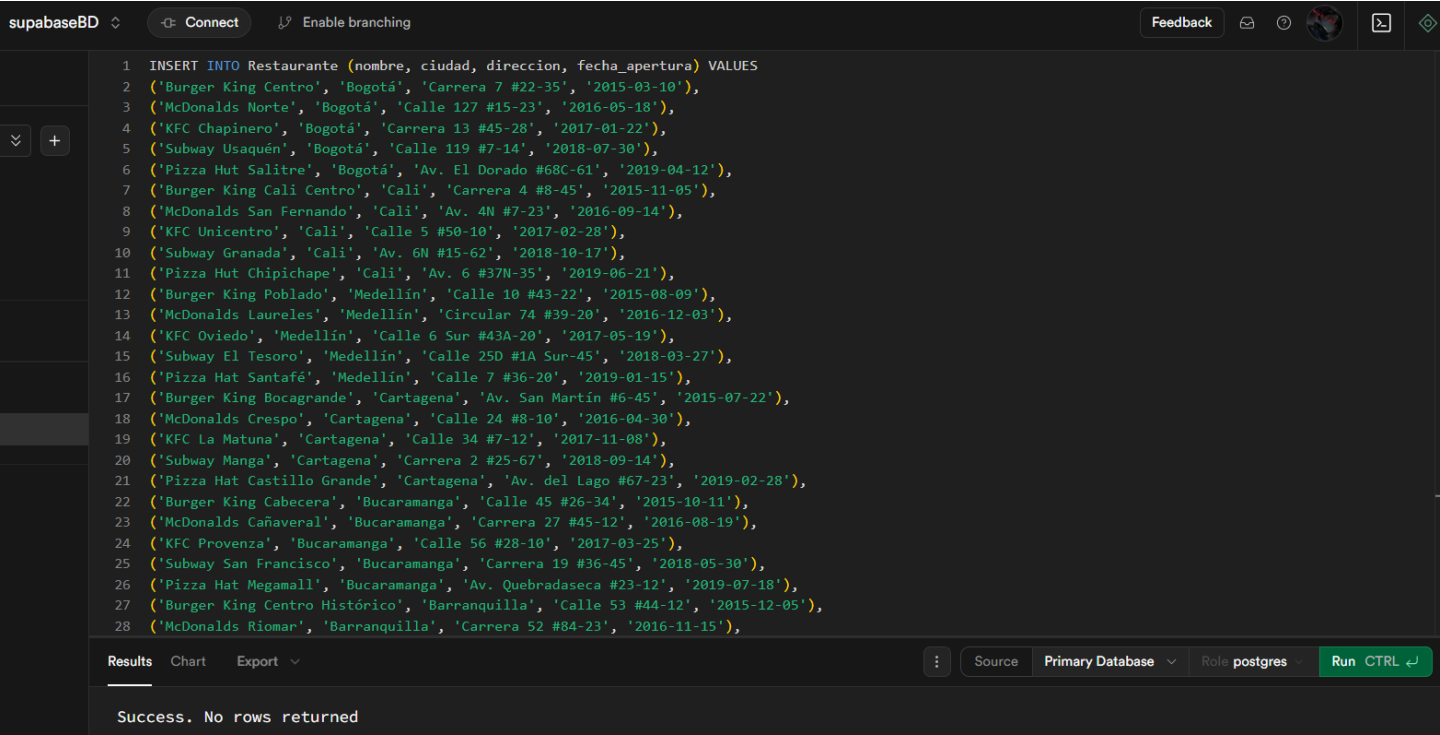 supabaseBD Connect Enable branching Feedback
1 INSERT INTO Restaurante (nombre, ciudad, direccion, fecha_apertura) VALUES
2 ('Burger King Centro', 'Bogotá', 'Carrera 7 #22-35', '2015-03-10'),
3 ('McDonalds Norte', 'Bogotá', 'Calle 127 #15-23', '2016-05-18'),
4 ('KFC Chapinero', 'Bogotá', 'Carrera 13 #45-28', '2017-01-22'),
5 ('Subway Usaquén', 'Bogotá', 'Calle 119 #7-14', '2018-07-30'),
6 ('Pizza Hut Salitre', 'Bogotá', 'Av. El Dorado #68C-61', '2019-04-12'),
7 ('Burger King Cali Centro', 'Cali', 'Carrera 4 #8-45', '2015-11-05'),
8 ('McDonalds San Fernando', 'Cali', 'Av. 4N #7-23', '2016-09-14'),
9 ('KFC Unicentro', 'Cali', 'Calle 5 #50-10', '2017-02-28'),
10 ('Subway Granada', 'Cali', 'Av. 6N #15-62', '2018-10-17'),
11 ('Pizza Hut Chipichape', 'Cali', 'Av. 6 #37N-35', '2019-06-21'),
12 ('Burger King Poblado', 'Medellín', 'Calle 10 #43-22', '2015-08-09'),
13 ('McDonalds Laureles', 'Medellín', 'Circular 74 #39-20', '2016-12-03'),
14 ('KFC Oviedo', 'Medellín', 'Calle 6 Sur #43A-20', '2017-05-19'),
15 ('Subway El Tesoro', 'Medellín', 'Calle 25D #1A Sur-45', '2018-03-27'),
16 ('Pizza Hat Santafé', 'Medellín', 'Calle 7 #36-20', '2019-01-15'),
17 ('Burger King Bocagrande', 'Cartagena', 'Av. San Martín #6-45', '2015-07-22'),
18 ('McDonalds Crespo', 'Cartagena', 'Calle 24 #8-10', '2016-04-30'),
19 ('KFC La Matuna', 'Cartagena', 'Calle 34 #7-12', '2017-11-08'),
20 ('Subway Manga', 'Cartagena', 'Carrera 2 #25-67', '2018-09-14'),
21 ('Pizza Hat Castillo Grande', 'Cartagena', 'Av. del Lago #67-23', '2019-02-28'),
22 ('Burger King Cabecera', 'Bucaramanga', 'Calle 45 #26-34', '2015-10-11'),
23 ('McDonalds Cañaveral', 'Bucaramanga', 'Carrera 27 #45-12', '2016-08-19'),
24 ('KFC Provenza', 'Bucaramanga', 'Calle 56 #28-10', '2017-03-25'),
25 ('Subway San Francisco', 'Bucaramanga', 'Carrera 19 #36-45', '2018-05-30'),
26 ('Pizza Hat Megamall', 'Bucaramanga', 'Av. Quebradaseca #23-12', '2019-07-18'),
27 ('Burger King Centro Histórico', 'Barranquilla', 'Calle 53 #44-12', '2015-12-05'),
28 ('McDonalds Riomar', 'Barranquilla', 'Carrera 52 #84-23', '2016-11-15'),
Results Chart Export Source Primary Database Role postgres Run CTRL ↵
Success. No rows returned